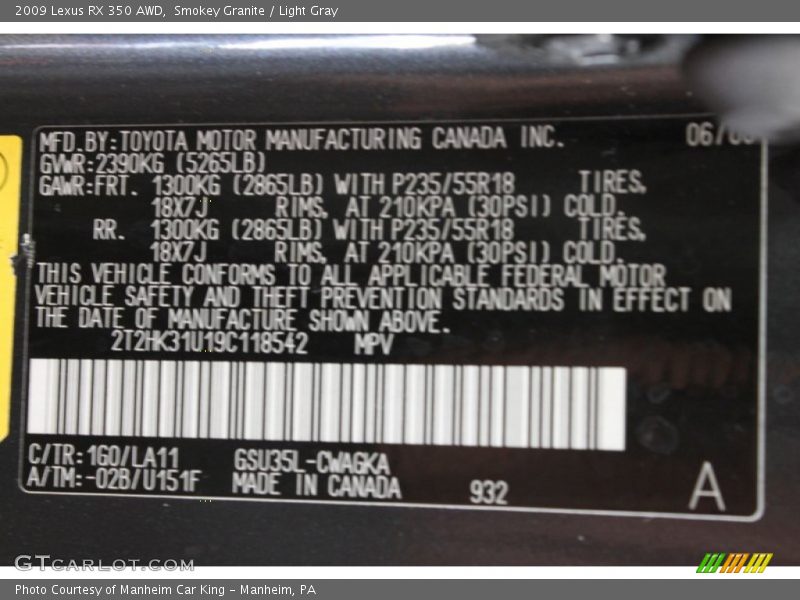 2009 Lexus RX 350 AWD, Smokey Granite / Light Gray
MFD.BY:TOYOTA MOTOR MANUFACTURING CANADA INC. 06/
GVWR:2390KG (5265LB)
GAWR:FRT. 1300KG (2865LB) WITH P235/55R18 TIRES,
18X7J RIMS, AT 210KPA (30PSI) COLD.
RR. 1300KG (2865LB) WITH P235/55R18 TIRES,
18X7J RIMS, AT 210KPA (30PSI) COLD.
THIS VEHICLE CONFORMS TO ALL APPLICABLE FEDERAL MOTOR
VEHICLE SAFETY AND THEFT PREVENTION STANDARDS IN EFFECT ON
THE DATE OF MANUFACTURE SHOWN ABOVE.
2T2HK31U19C118542 MPV
C/TR:1G0/LA11 GSU35L-CWAGKA
A/TM:-02B/U151F MADE IN CANADA 932 A
GTCARLOT.COM
Photo Courtesy of Manheim Car King - Manheim, PA